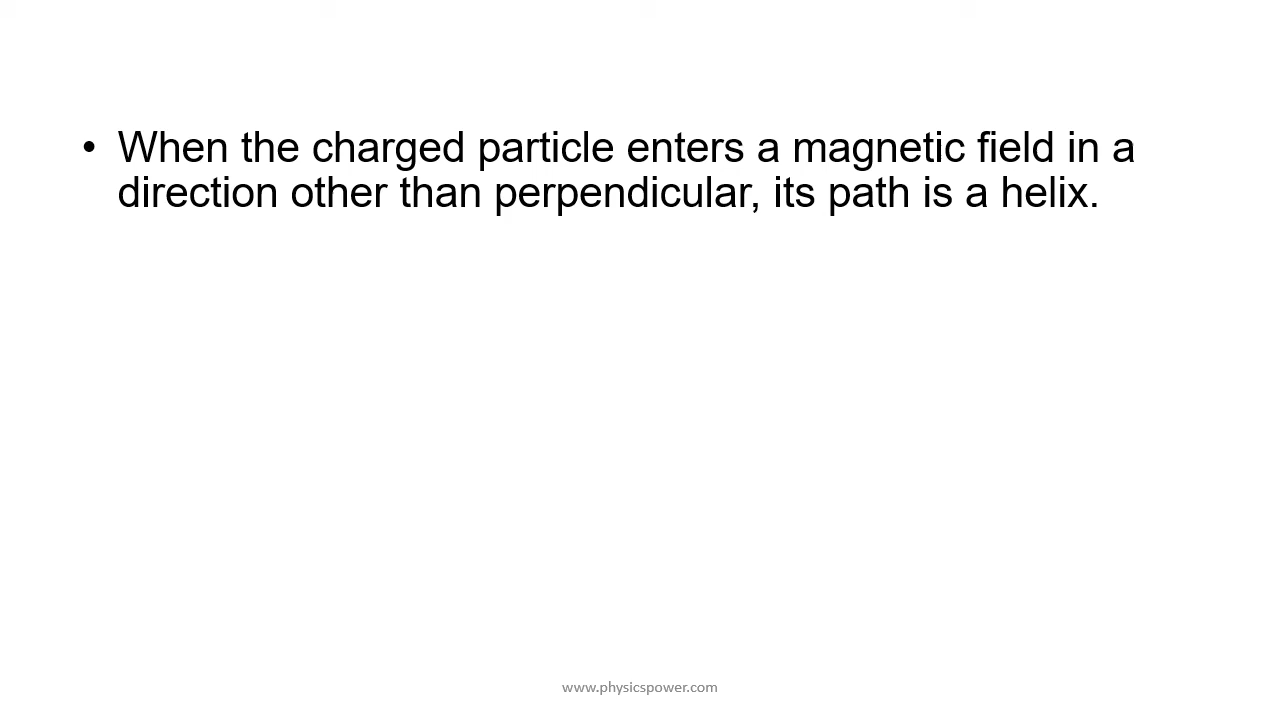 • When the charged particle enters a magnetic field in a
direction other than perpendicular, its path is a helix.
www.physicspower.com